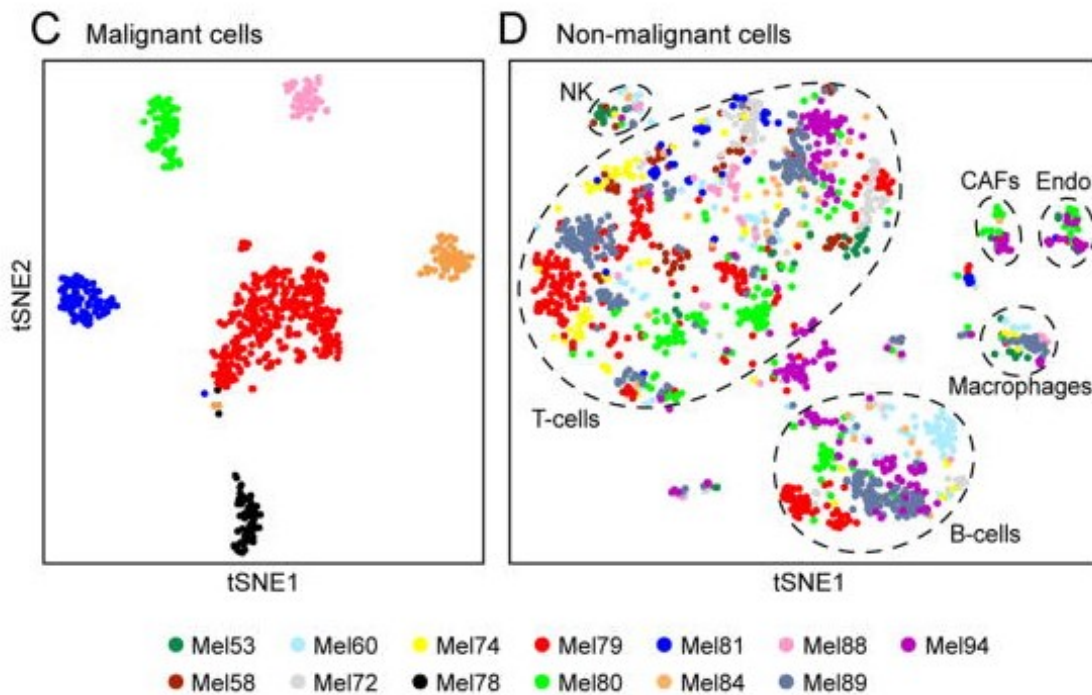 C Malignant cells
D Non-malignant cells
NK
CAFs Endo
Macrophages
T-cells
B-cells
tSNE2
tSNE1
tSNE1
Mel53 Mel60 Mel74 Mel79 Mel81 Mel88 Mel94
Mel58 Mel72 Mel78 Mel80 Mel84 Mel89